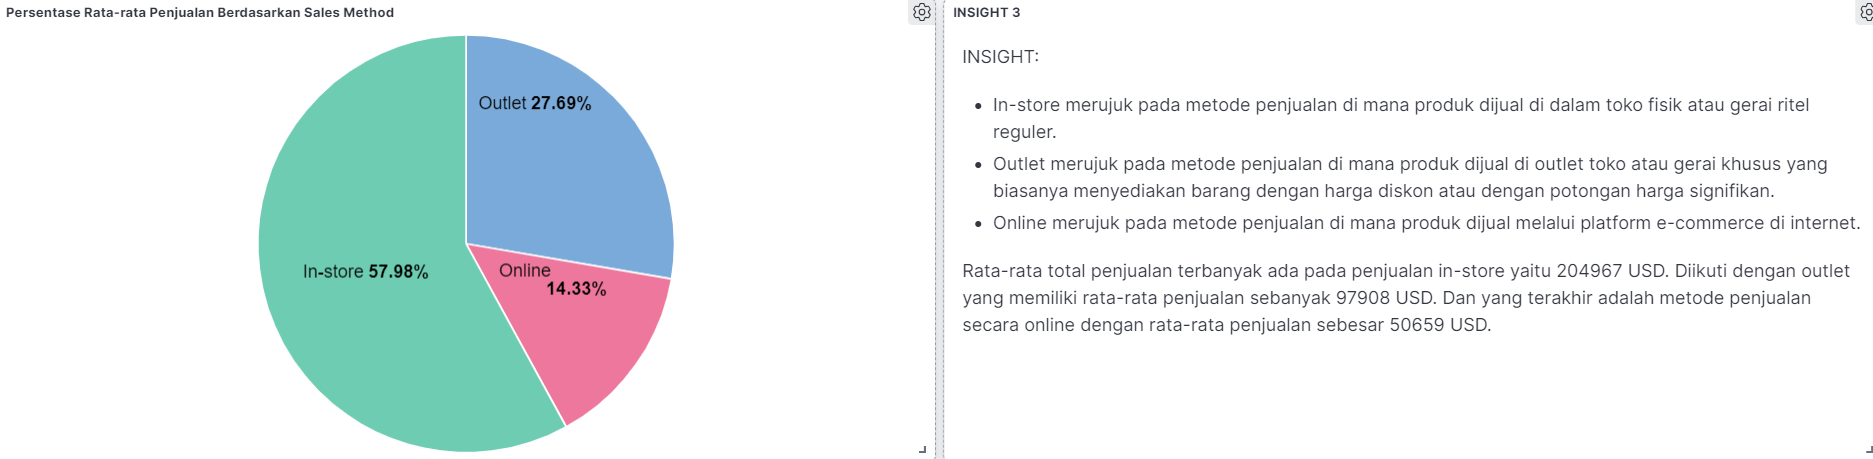 Persentase Rata-rata Penjualan Berdasarkan Sales Method
Outlet 27.69%
In-store 57.98%
Online
14.33%
INSIGHT 3
INSIGHT:
• In-store merujuk pada metode penjualan di mana produk dijual di dalam toko fisik atau gerai ritel
reguler.
• Outlet merujuk pada metode penjualan di mana produk dijual di outlet toko atau gerai khusus yang
biasanya menyediakan barang dengan harga diskon atau dengan potongan harga signifikan.
• Online merujuk pada metode penjualan di mana produk dijual melalui platform e-commerce di internet.
Rata-rata total penjualan terbanyak ada pada penjualan in-store yaitu 204967 USD. Diikuti dengan outlet
yang memiliki rata-rata penjualan sebanyak 97908 USD. Dan yang terakhir adalah metode penjualan
secara online dengan rata-rata penjualan sebesar 50659 USD.